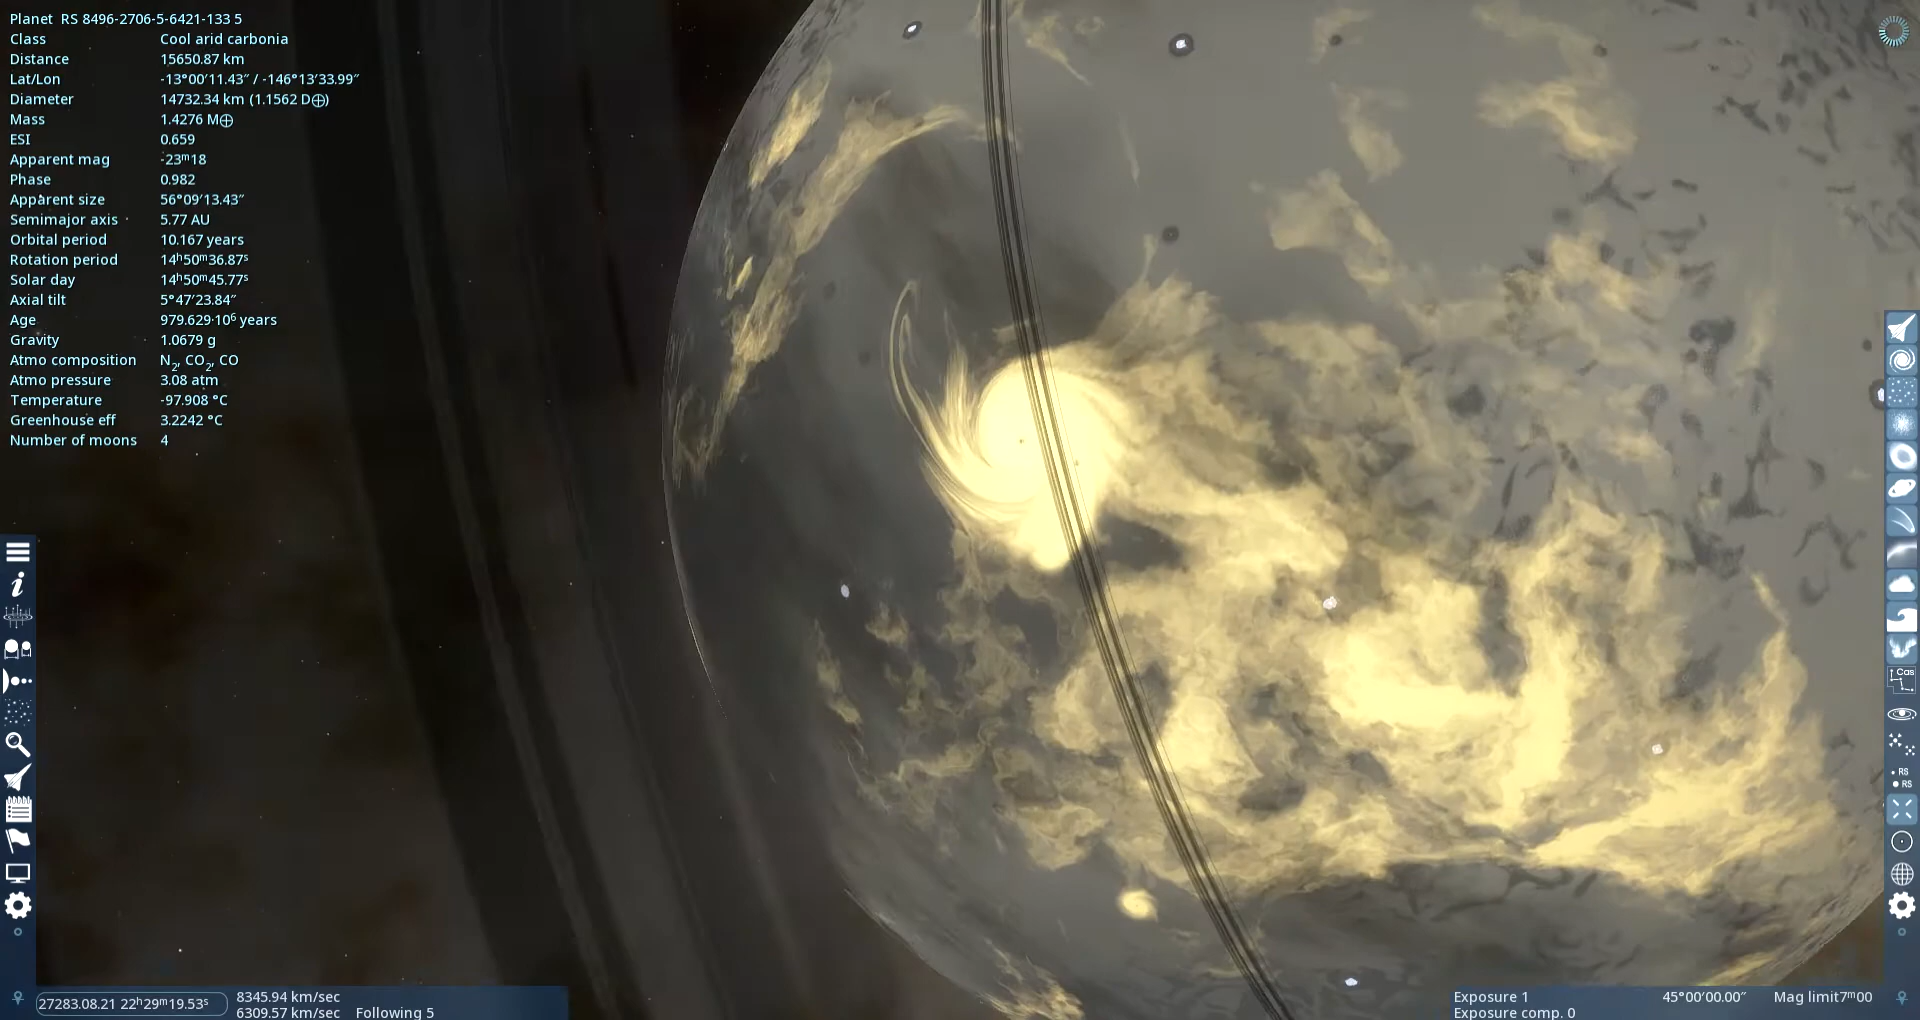 Planet RS 8496-2706-5-6421-133 5
Class Cool arid carbonia
Distance 15650.87 km
Lat/Lon -13°00′11.43″ / -146°13′33.99″
Diameter 14732.34 km (1.1562 D⊕)
Mass 1.4276 M⊕
ESI 0.659
Apparent mag -23ᵐ18
Phase 0.982
Apparent size 56°09′13.43″
Semimajor axis 5.77 AU
Orbital period 10.167 years
Rotation period 14ʰ50ᵐ36.87ˢ
Solar day 14ʰ50ᵐ45.77ˢ
Axial tilt 5°47′23.84″
Age 979.629·10⁶ years
Gravity 1.0679 g
Atmo composition N₂, CO₂, CO
Atmo pressure 3.08 atm
Temperature -97.908 °C
Greenhouse eff 3.2242 °C
Number of moons 4
Cas
RS
RS
27283.08.21 22ʰ29ᵐ19.53ˢ
8345.94 km/sec
6309.57 km/sec Following 5
Exposure 1 45°00′00.00″ Mag limit 7ᵐ00
Exposure comp. 0